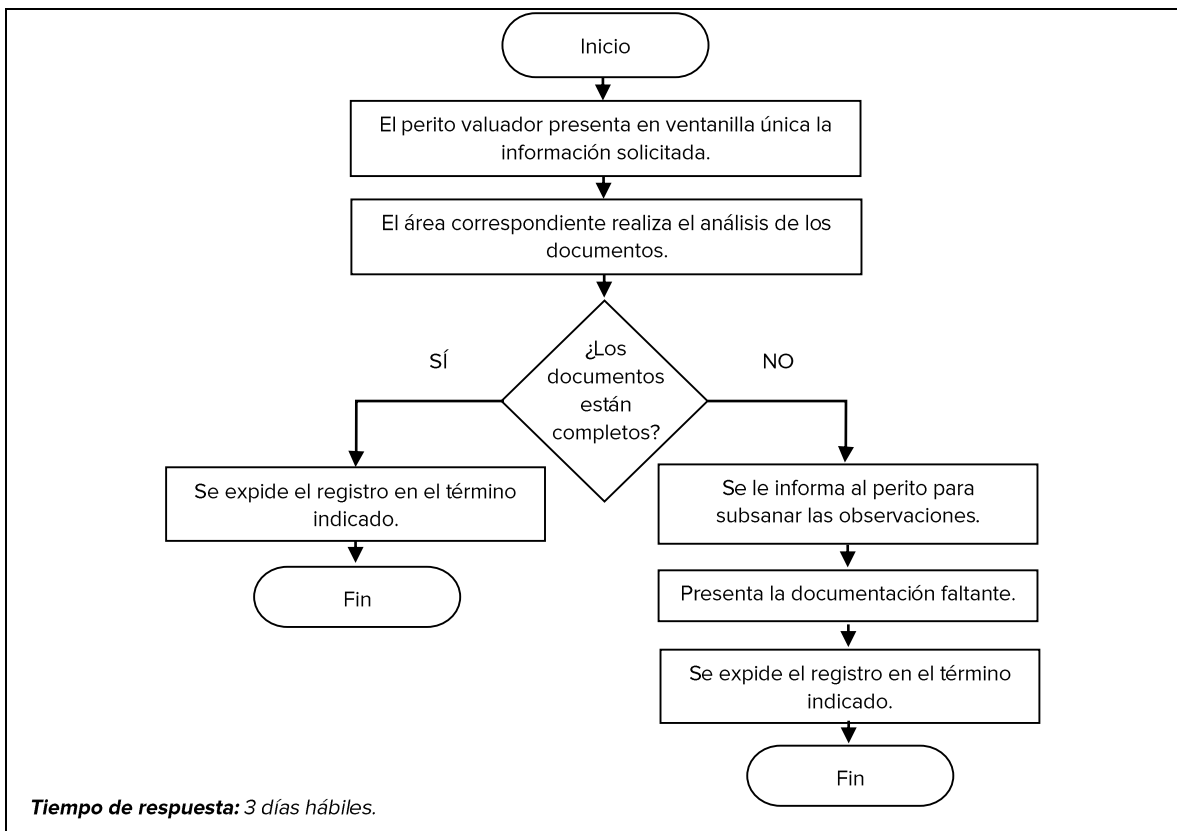 Inicio
El perito valuador presenta en ventanilla única la
información solicitada.
El área correspondiente realiza el análisis de los
documentos.
¿Los
documentos
están
completos?
SÍ
NO
Se expide el registro en el término
indicado.
Fin
Se le informa al perito para
subsanar las observaciones.
Presenta la documentación faltante.
Se expide el registro en el término
indicado.
Fin
Tiempo de respuesta: 3 días hábiles.